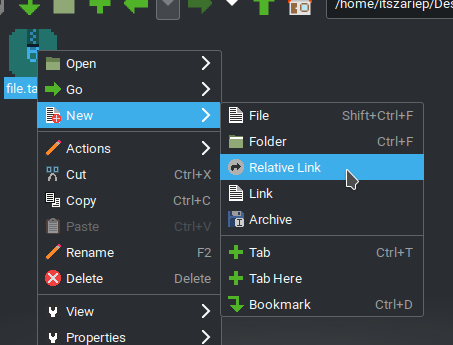 /home/itszariep/Des
file.ta
Open
Go
New
Actions
Cut Ctrl+X
Copy Ctrl+C
Paste Ctrl+V
Rename F2
Delete Delete
View
Properties
File Shift+Ctrl+F
Folder Ctrl+F
Relative Link
Link
Archive
Tab Ctrl+T
Tab Here
Bookmark Ctrl+D